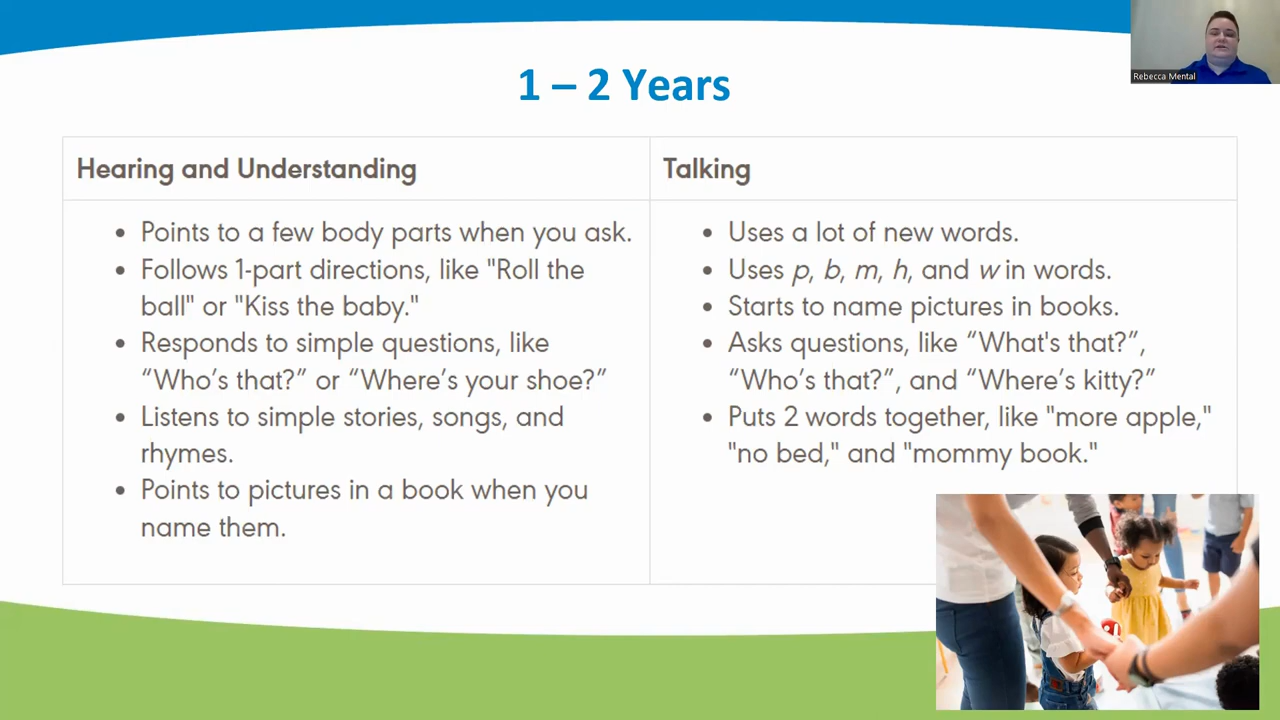 Rebecca Mental
1 – 2 Years
Hearing and Understanding
Talking
• Points to a few body parts when you ask.
• Follows 1-part directions, like "Roll the
ball" or "Kiss the baby."
• Responds to simple questions, like
“Who’s that?” or “Where’s your shoe?”
• Listens to simple stories, songs, and
rhymes.
• Points to pictures in a book when you
name them.
• Uses a lot of new words.
• Uses p, b, m, h, and w in words.
• Starts to name pictures in books.
• Asks questions, like “What's that?”,
“Who’s that?”, and “Where’s kitty?”
• Puts 2 words together, like "more apple,"
"no bed," and "mommy book."